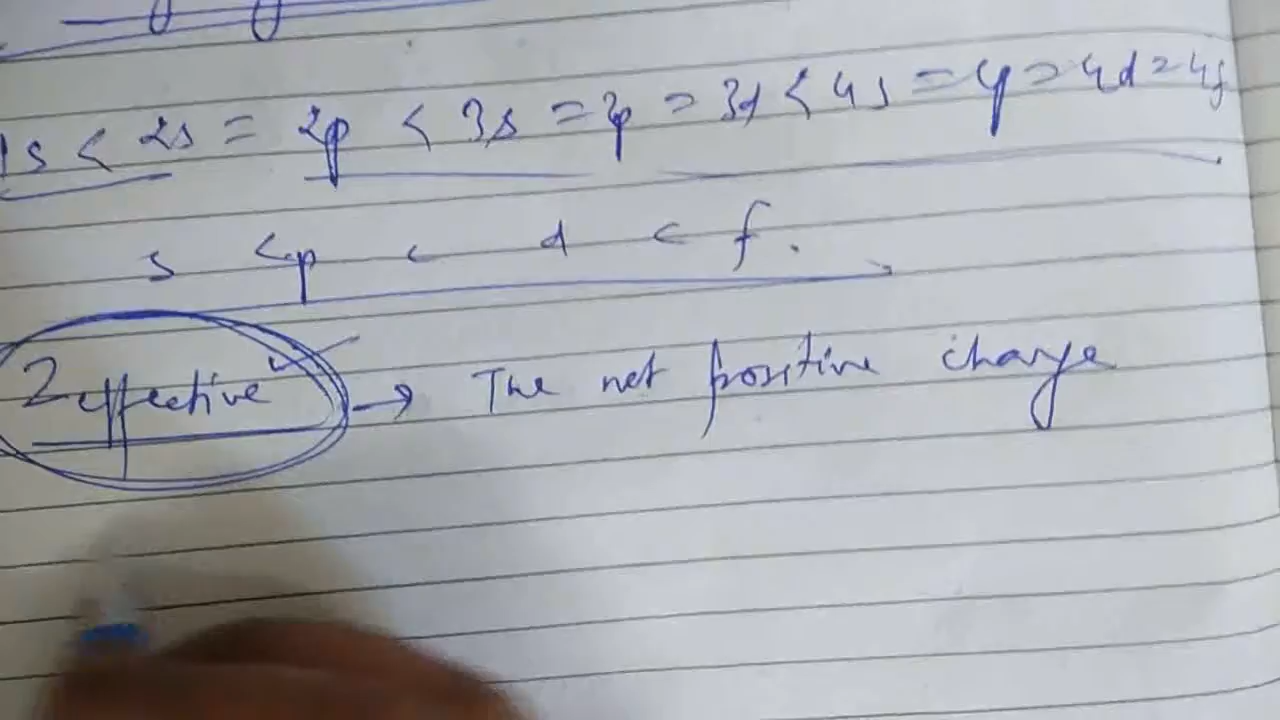 1s < 2s = 2p < 3s = 3p = 3d < 4s = 4p = 4d = 4f
s < p < d < f.
Zeffective → The net positive charge